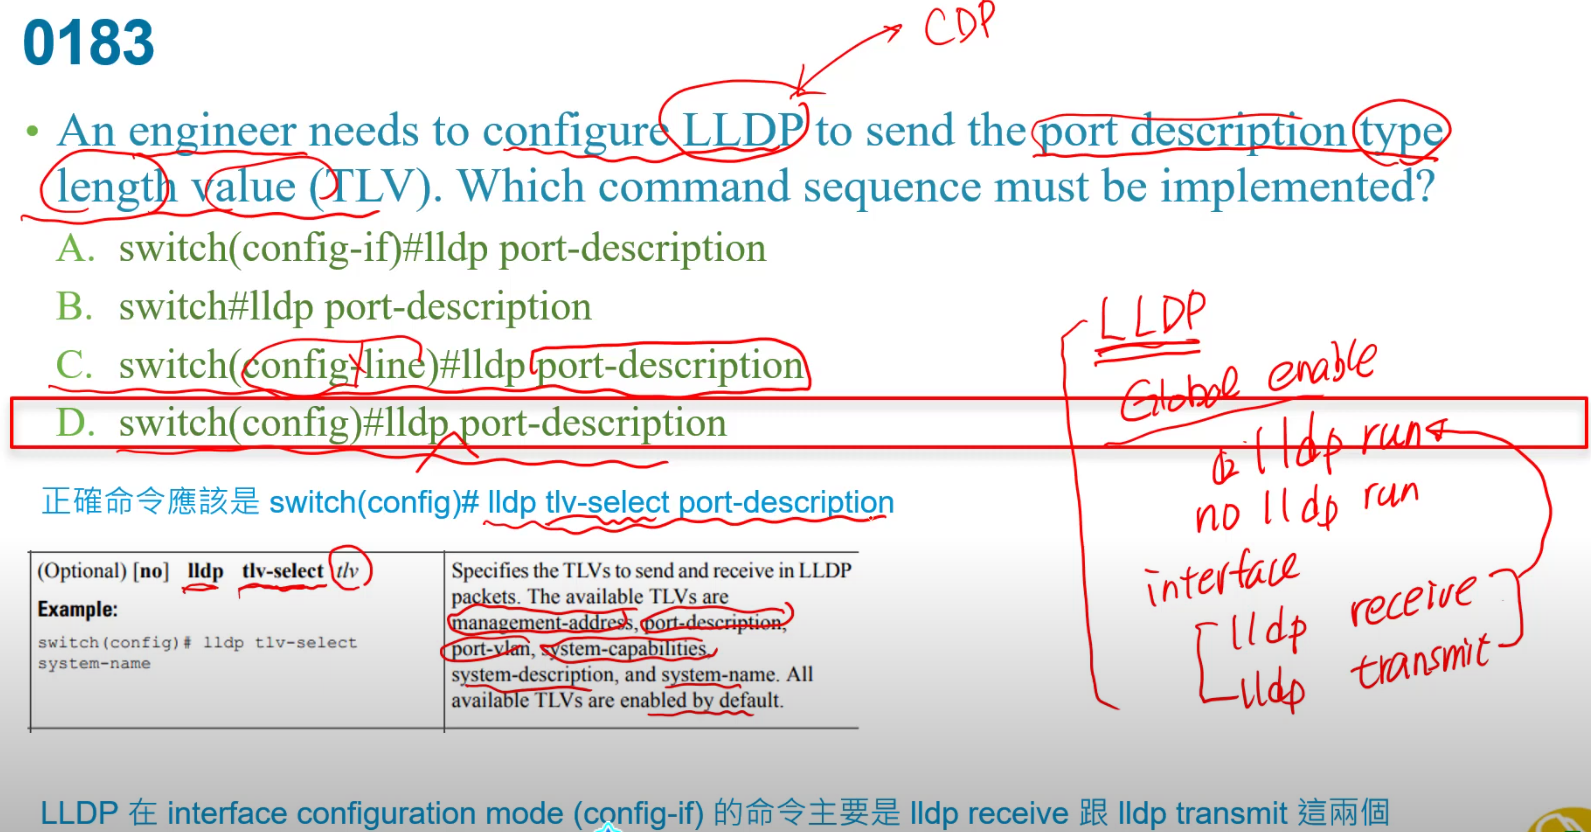 0183
CDP
• An engineer needs to configure LLDP to send the port description type
length value (TLV). Which command sequence must be implemented?
A. switch(config-if)#lldp port-description
B. switch#lldp port-description
C. switch(config-line)#lldp port-description
D. switch(config)#lldp port-description
正確命令應該是 switch(config)# lldp tlv-select port-description
(Optional) [no] lldp tlv-select tlv
Example:
switch(config)# lldp tlv-select
system-name
Specifies the TLVs to send and receive in LLDP
packets. The available TLVs are
management-address, port-description,
port-vlan, system-capabilities,
system-description, and system-name. All
available TLVs are enabled by default.
LLDP
Global enable
lldp run
no lldp run
interface
lldp receive
lldp transmit
LLDP 在 interface configuration mode (config-if) 的命令主要是 lldp receive 跟 lldp transmit 這兩個